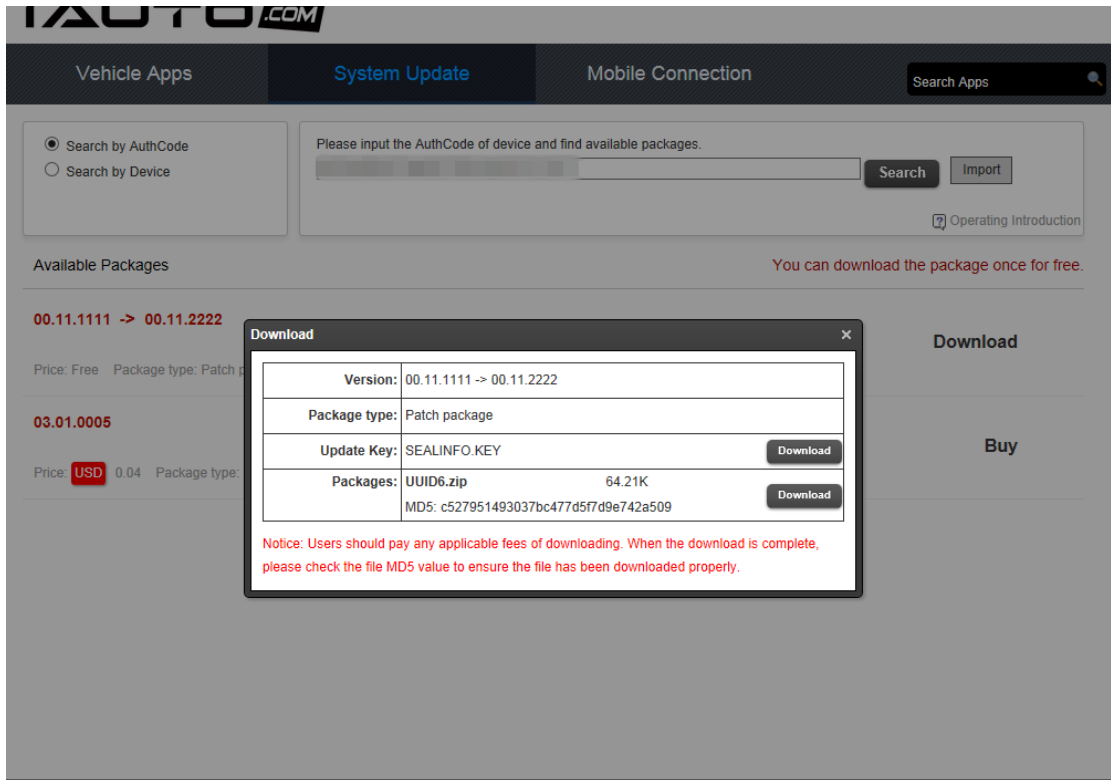 IAUTO.COM
Vehicle Apps
System Update
Mobile Connection
Search Apps
Search by AuthCode
Search by Device
Please input the AuthCode of device and find available packages.
Search
Import
Operating Introduction
Available Packages
You can download the package once for free.
00.11.1111 -> 00.11.2222
Price: Free Package type: Patch p
Download
03.01.0005
Price: USD 0.04 Package type:
Buy
Download
Version: 00.11.1111 -> 00.11.2222
Package type: Patch package
Update Key: SEALINFO.KEY Download
Packages: UUID6.zip 64.21K
MD5: c527951493037bc477d5f7d9e742a509
Download
Notice: Users should pay any applicable fees of downloading. When the download is complete,
please check the file MD5 value to ensure the file has been downloaded properly.